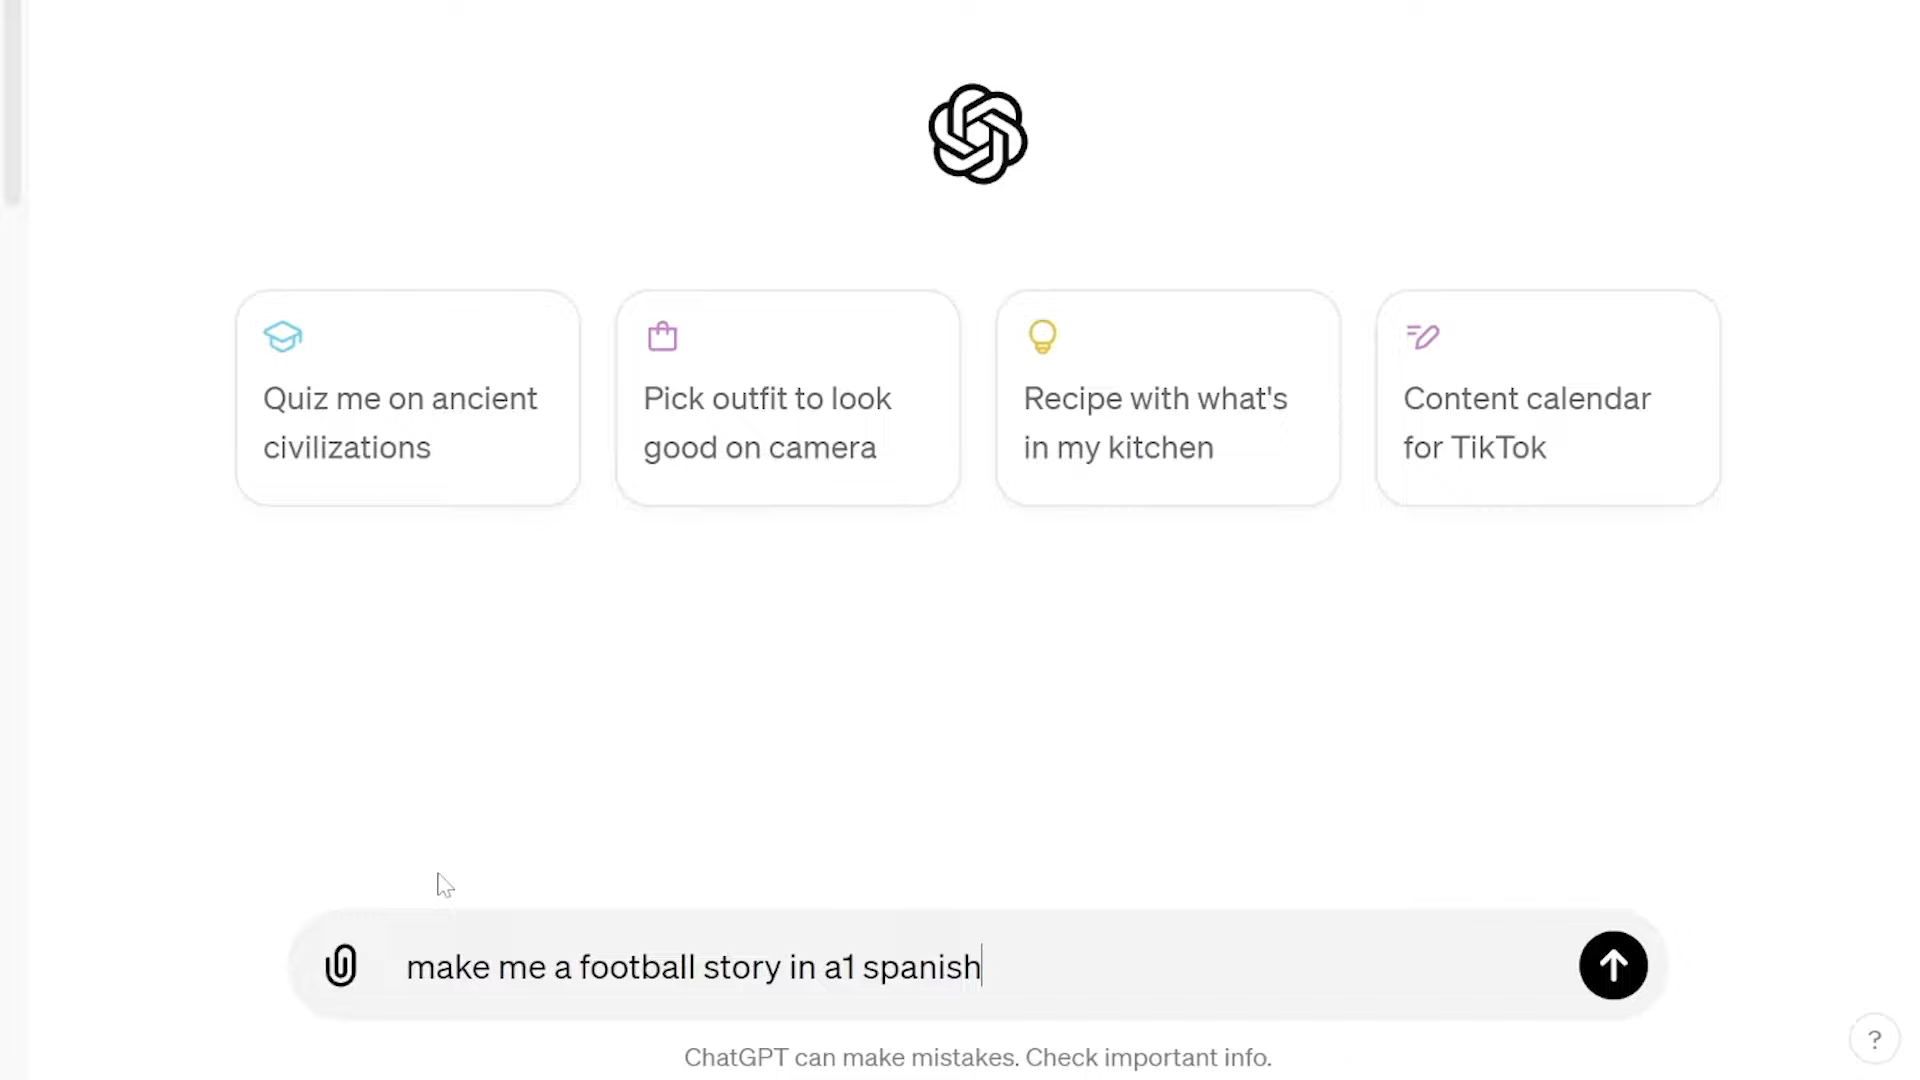 Quiz me on ancient
civilizations
Pick outfit to look
good on camera
Recipe with what's
in my kitchen
Content calendar
for TikTok
make me a football story in a1 spanish
ChatGPT can make mistakes. Check important info.
?